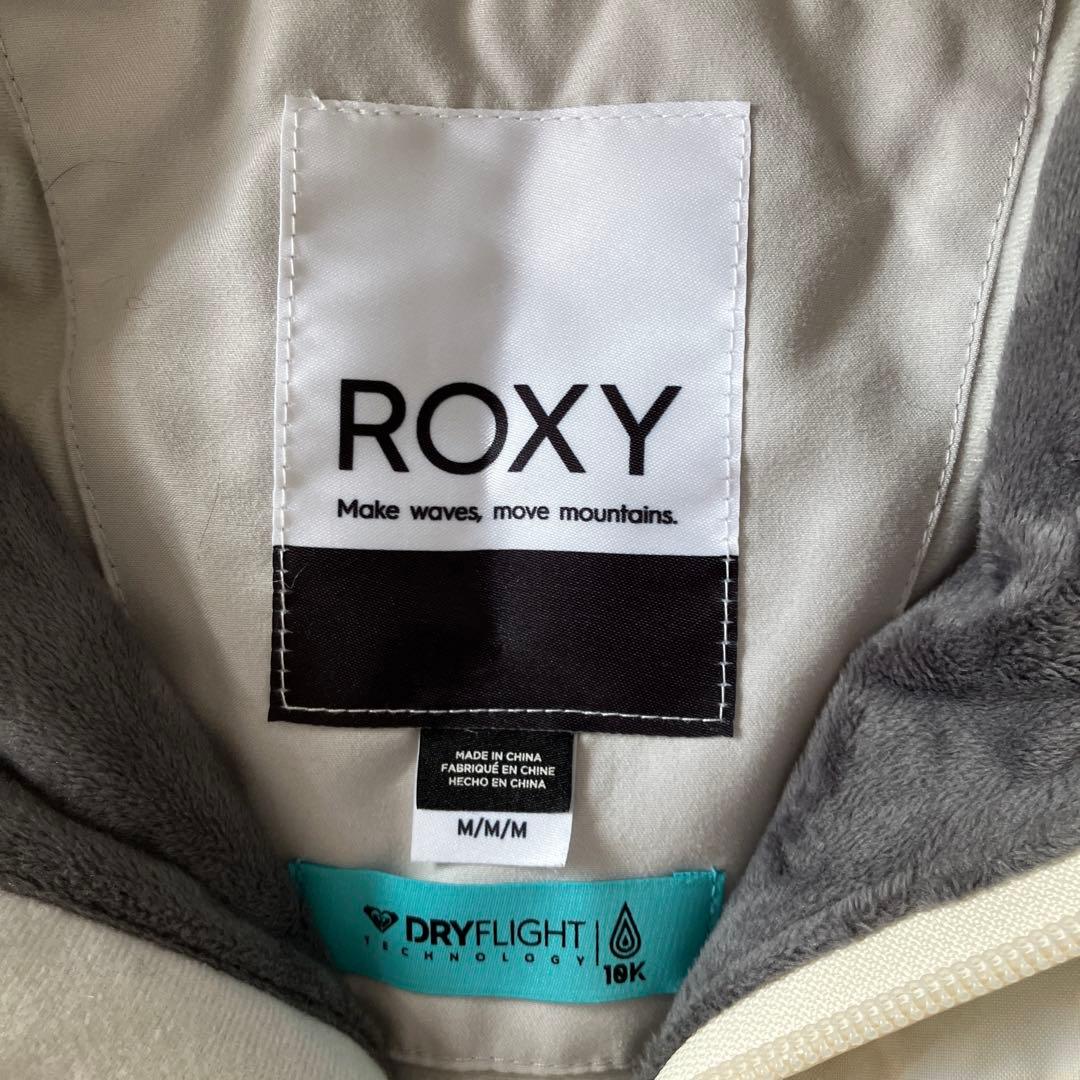 ROXY
Make waves, move mountains.
MADE IN CHINA
FABRIQUÉ EN CHINE
HECHO EN CHINA
M/M/M
DRYFLIGHT
TECHNOLOGY
10K